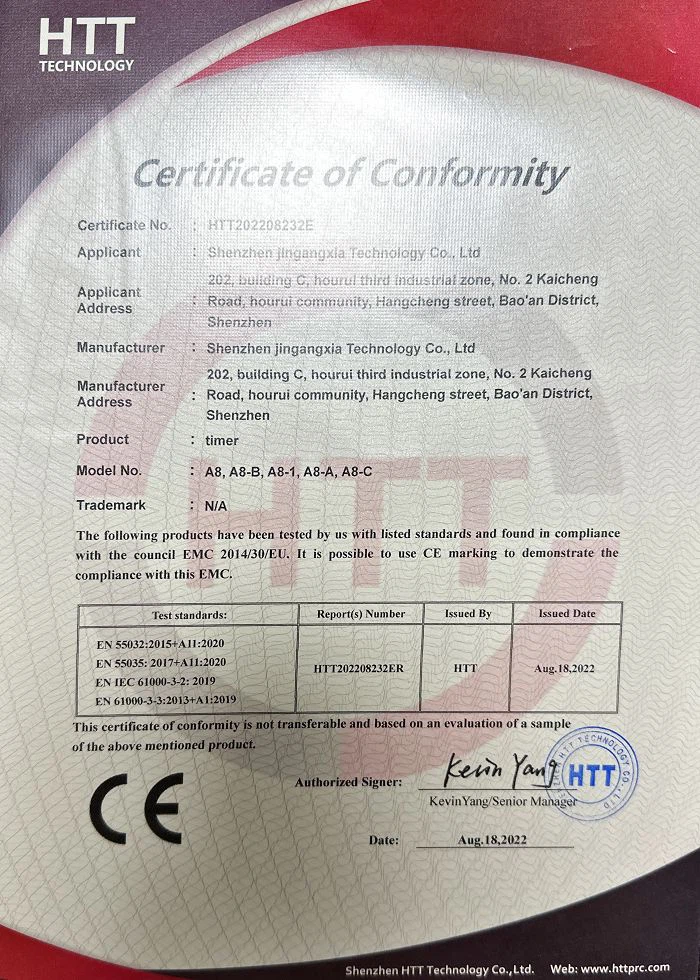 HTT
TECHNOLOGY
Certificate of Conformity
Certificate No. : HTT202208232E
Applicant : Shenzhen jingangxia Technology Co., Ltd
Applicant Address : 202, building C, hourui third industrial zone, No. 2 Kaicheng
Road, hourui community, Hangcheng street, Bao'an District,
Shenzhen
Manufacturer : Shenzhen jingangxia Technology Co., Ltd
Manufacturer Address : 202, building C, hourui third industrial zone, No. 2 Kaicheng
Road, hourui community, Hangcheng street, Bao'an District,
Shenzhen
Product : timer
Model No. : A8, A8-B, A8-1, A8-A, A8-C
Trademark : N/A
The following products have been tested by us with listed standards and found in compliance
with the council EMC 2014/30/EU. It is possible to use CE marking to demonstrate the
compliance with this EMC.
Test standards: Report(s) Number Issued By Issued Date
EN 55032:2015+A11:2020
EN 55035: 2017+A11:2020
EN IEC 61000-3-2: 2019
EN 61000-3-3:2013+A1:2019
HTT202208232ER HTT Aug.18,2022
This certificate of conformity is not transferable and based on an evaluation of a sample
of the above mentioned product.
CE
Authorized Signer: Kevin Yang
KevinYang/Senior Manager
HTT
Date: Aug.18,2022
HTT
Shenzhen HTT Technology Co.,Ltd. Web: www.httprc.com